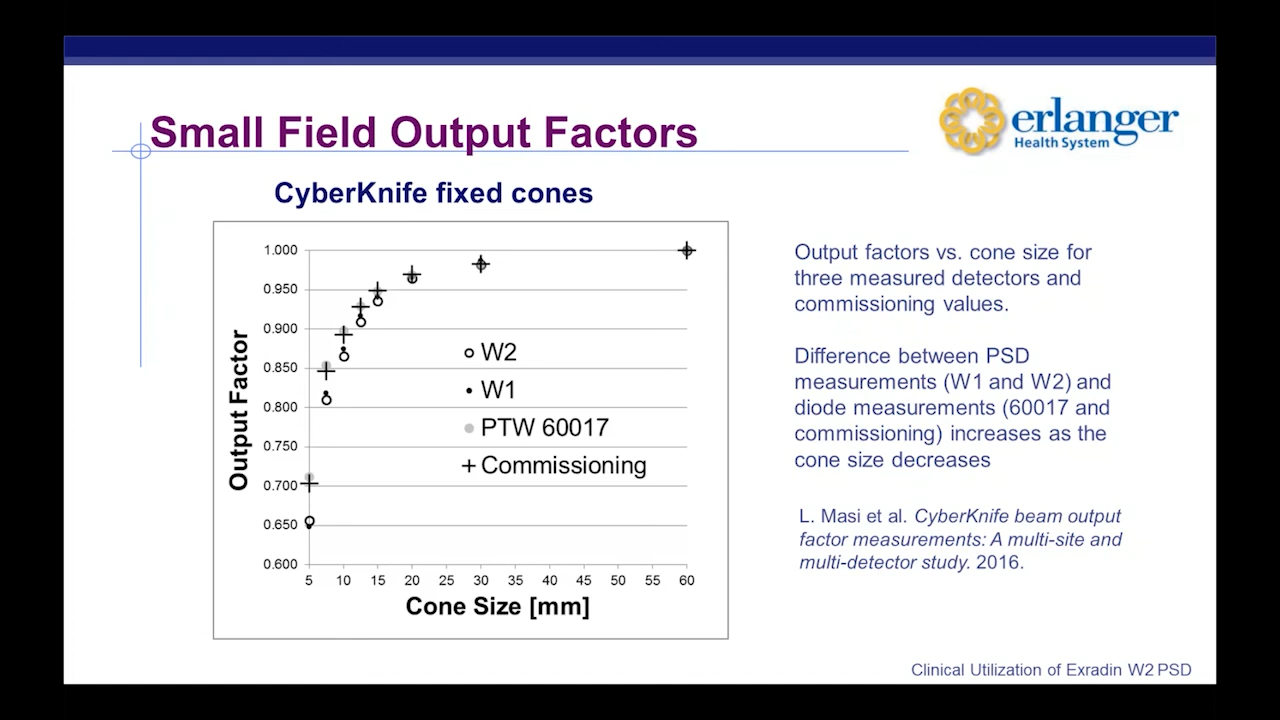 erlanger
Health System
Small Field Output Factors
CyberKnife fixed cones
Output Factor
1.000
0.950
0.900
0.850
0.800
0.750
0.700
0.650
0.600
W2
W1
PTW 60017
Commissioning
5 10 15 20 25 30 35 40 45 50 55 60
Cone Size [mm]
Output factors vs. cone size for
three measured detectors and
commissioning values.
Difference between PSD
measurements (W1 and W2) and
diode measurements (60017 and
commissioning) increases as the
cone size decreases
L. Masi et al. CyberKnife beam output
factor measurements: A multi-site and
multi-detector study. 2016.
Clinical Utilization of Exradin W2 PSD